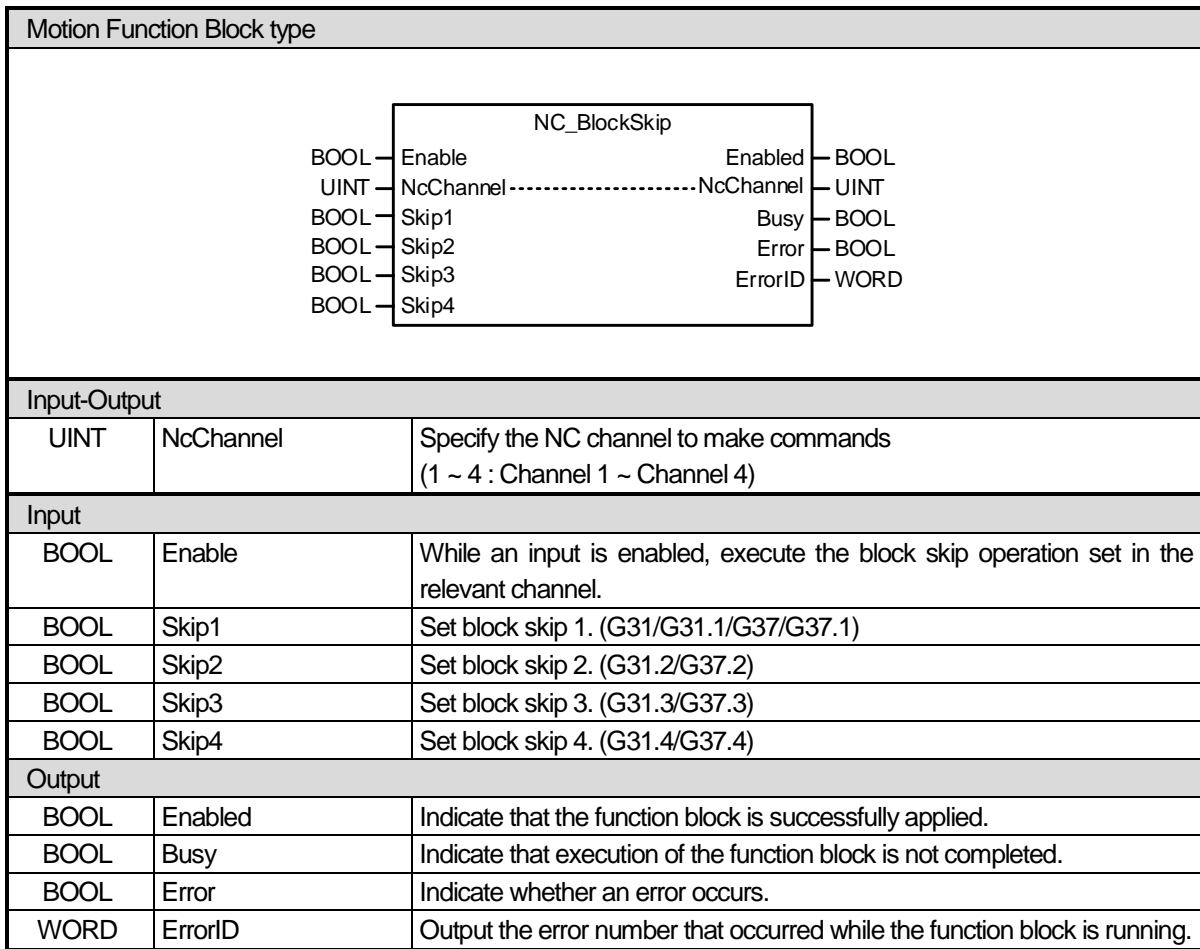 Motion Function Block type
NC_BlockSkip
BOOL Enable Enabled BOOL
UINT NcChannel NcChannel UINT
BOOL Skip1 Busy BOOL
BOOL Skip2 Error BOOL
BOOL Skip3 ErrorID WORD
BOOL Skip4
Input-Output
UINT NcChannel Specify the NC channel to make commands
(1 ~ 4 : Channel 1 ~ Channel 4)
Input
BOOL Enable While an input is enabled, execute the block skip operation set in the
relevant channel.
BOOL Skip1 Set block skip 1. (G31/G31.1/G37/G37.1)
BOOL Skip2 Set block skip 2. (G31.2/G37.2)
BOOL Skip3 Set block skip 3. (G31.3/G37.3)
BOOL Skip4 Set block skip 4. (G31.4/G37.4)
Output
BOOL Enabled Indicate that the function block is successfully applied.
BOOL Busy Indicate that execution of the function block is not completed.
BOOL Error Indicate whether an error occurs.
WORD ErrorID Output the error number that occurred while the function block is running.